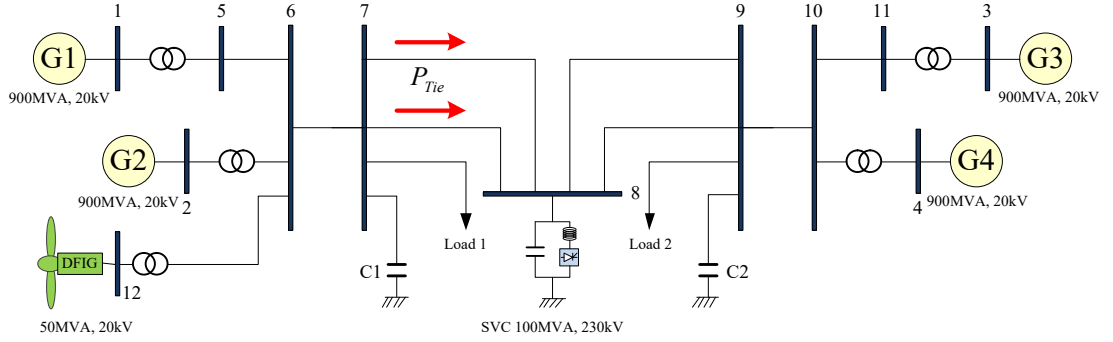 1
5
6
7
9
10
11
3
G1
900MVA, 20kV
P_Tie
G3
900MVA, 20kV
G2
900MVA, 20kV
2
8
G4
900MVA, 20kV
4
DFIG
12
50MVA, 20kV
Load 1
C1
Load 2
C2
SVC 100MVA, 230kV